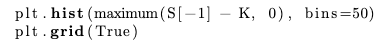 plt.hist(maximum(S[-1] - K, 0), bins=50)
plt.grid(True)